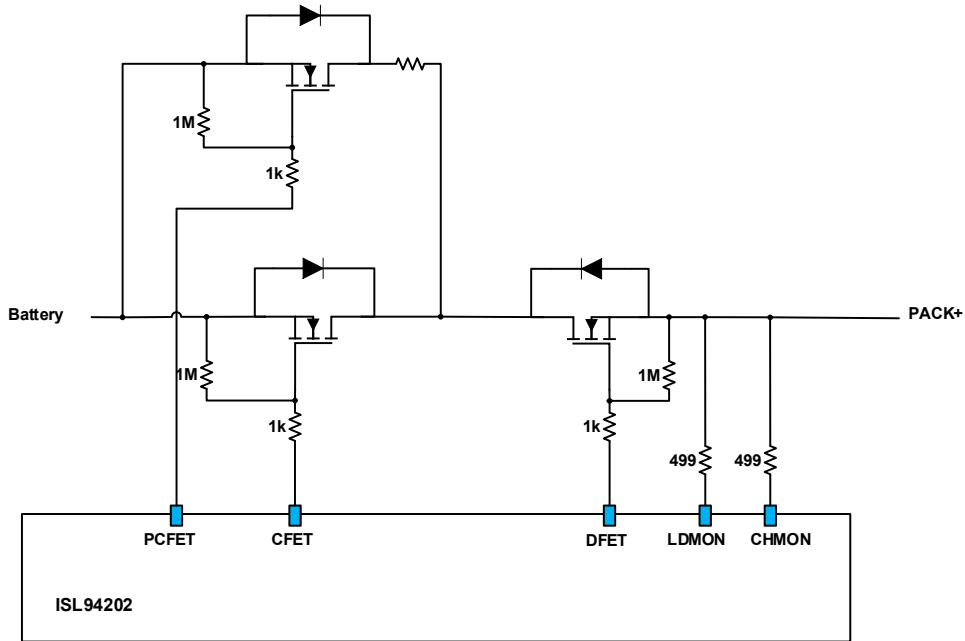 1M
1k
Battery
PACK+
1M
1M
1k
1k
499
499
PCFET
CFET
DFET
LDMON
CHMON
ISL94202